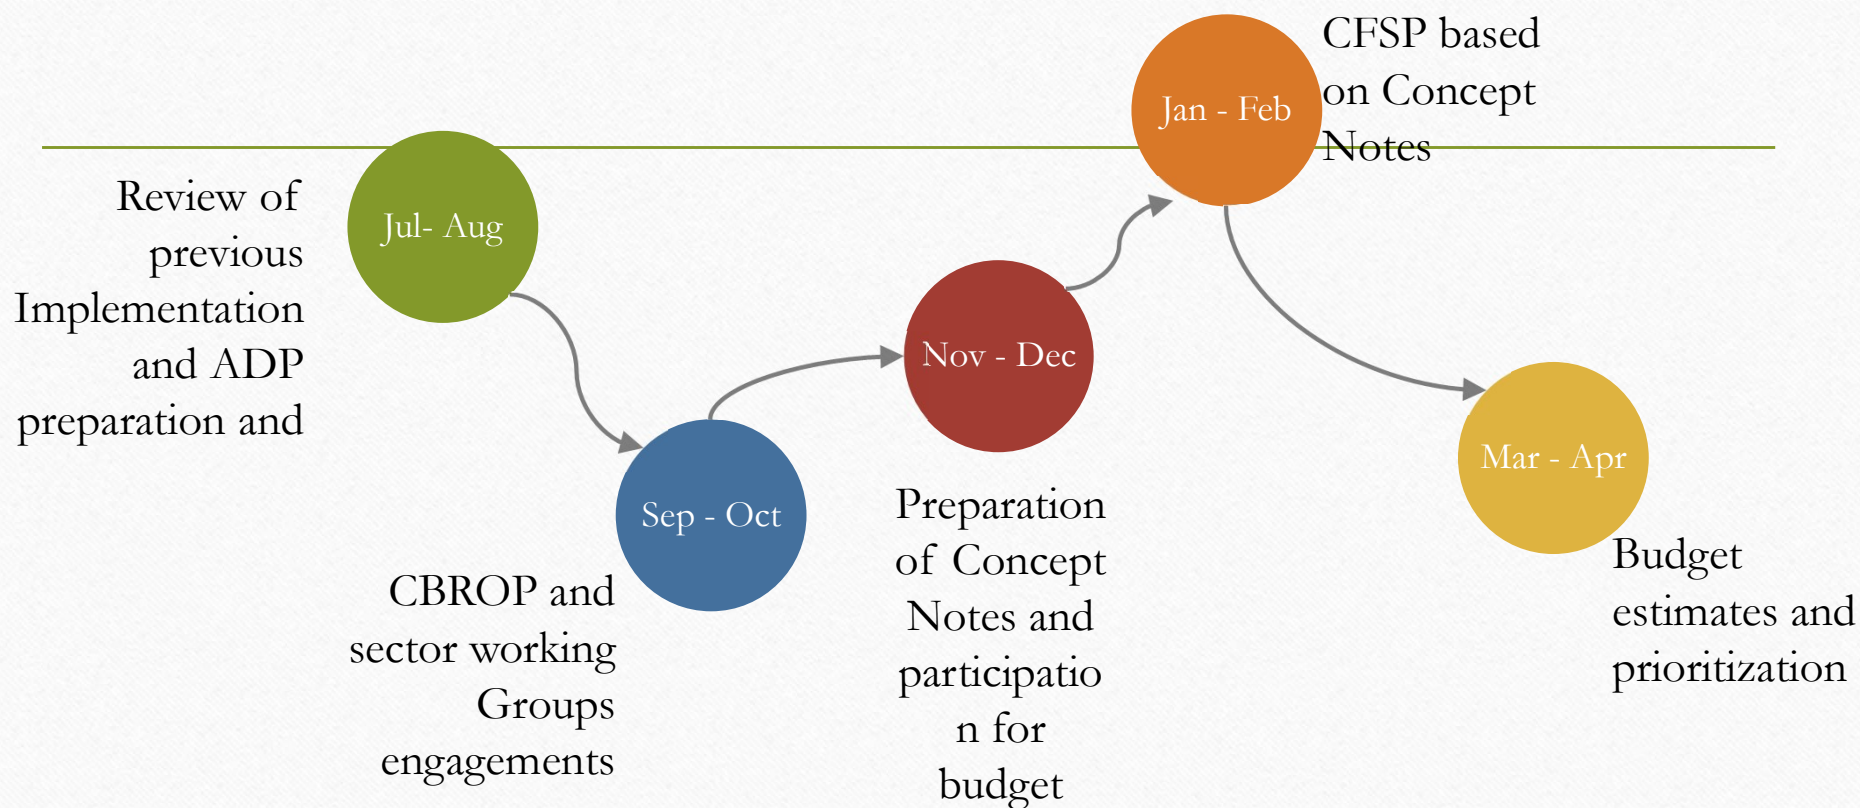 Jul- Aug
Review of
previous
Implementation
and ADP
preparation and
Sep - Oct
CBROP and
sector working
Groups
engagements
Nov - Dec
Preparation
of Concept
Notes and
participatio
n for
budget
Jan - Feb
CFSP based
on Concept
Notes
Mar - Apr
Budget
estimates and
prioritization